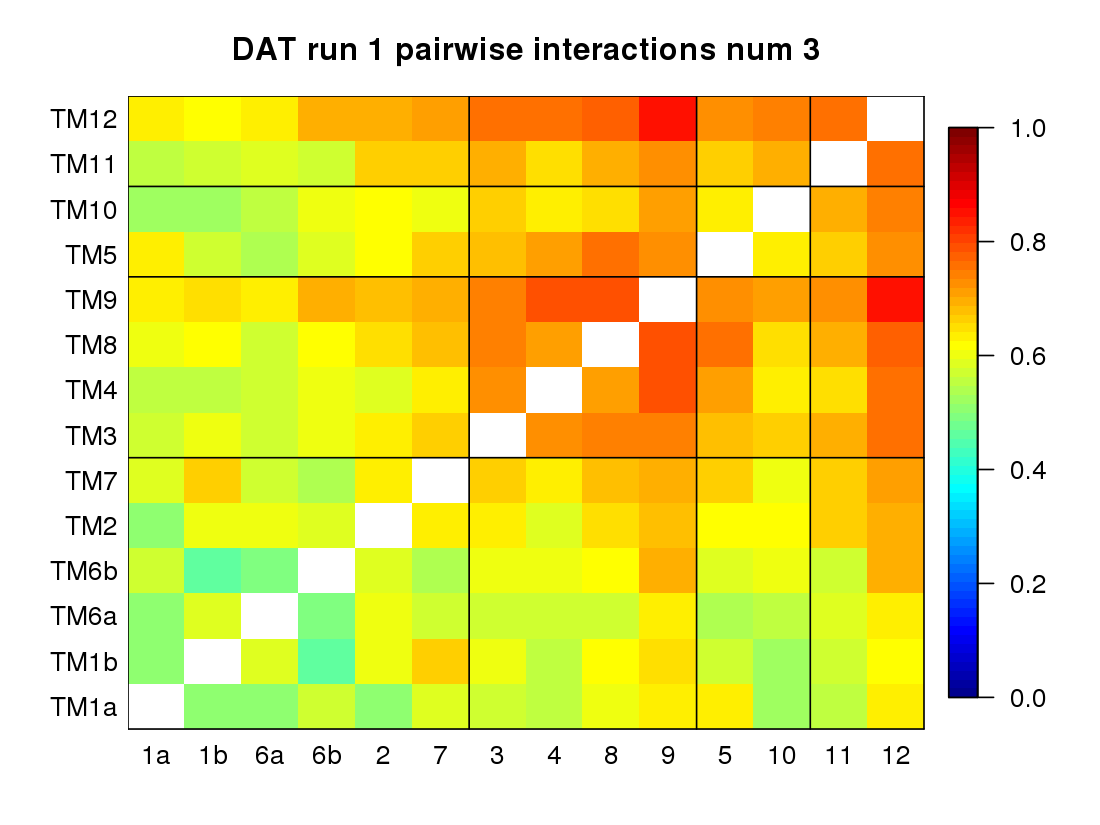 DAT run 1 pairwise interactions num 3
TM12
TM11
TM10
TM5
TM9
TM8
TM4
TM3
TM7
TM2
TM6b
TM6a
TM1b
TM1a
1a 1b 6a 6b 2 7 3 4 8 9 5 10 11 12
1.0
0.8
0.6
0.4
0.2
0.0